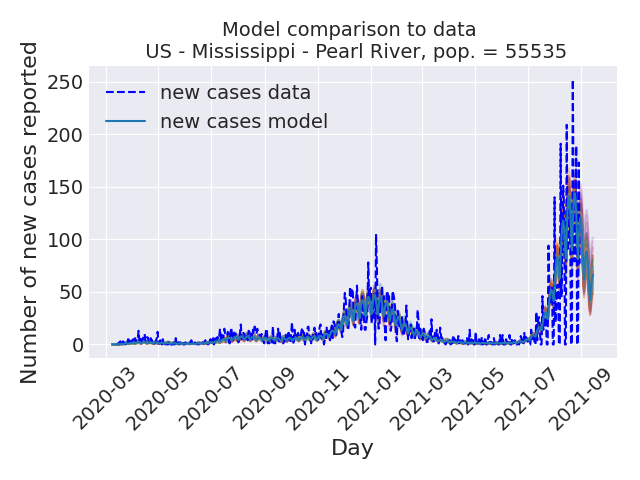 Model comparison to data
US - Mississippi - Pearl River, pop. = 55535
Number of new cases reported
250
200
150
100
50
0
new cases data
new cases model
2020-03
2020-05
2020-07
2020-09
2020-11
2021-01
2021-03
2021-05
2021-07
2021-09
Day